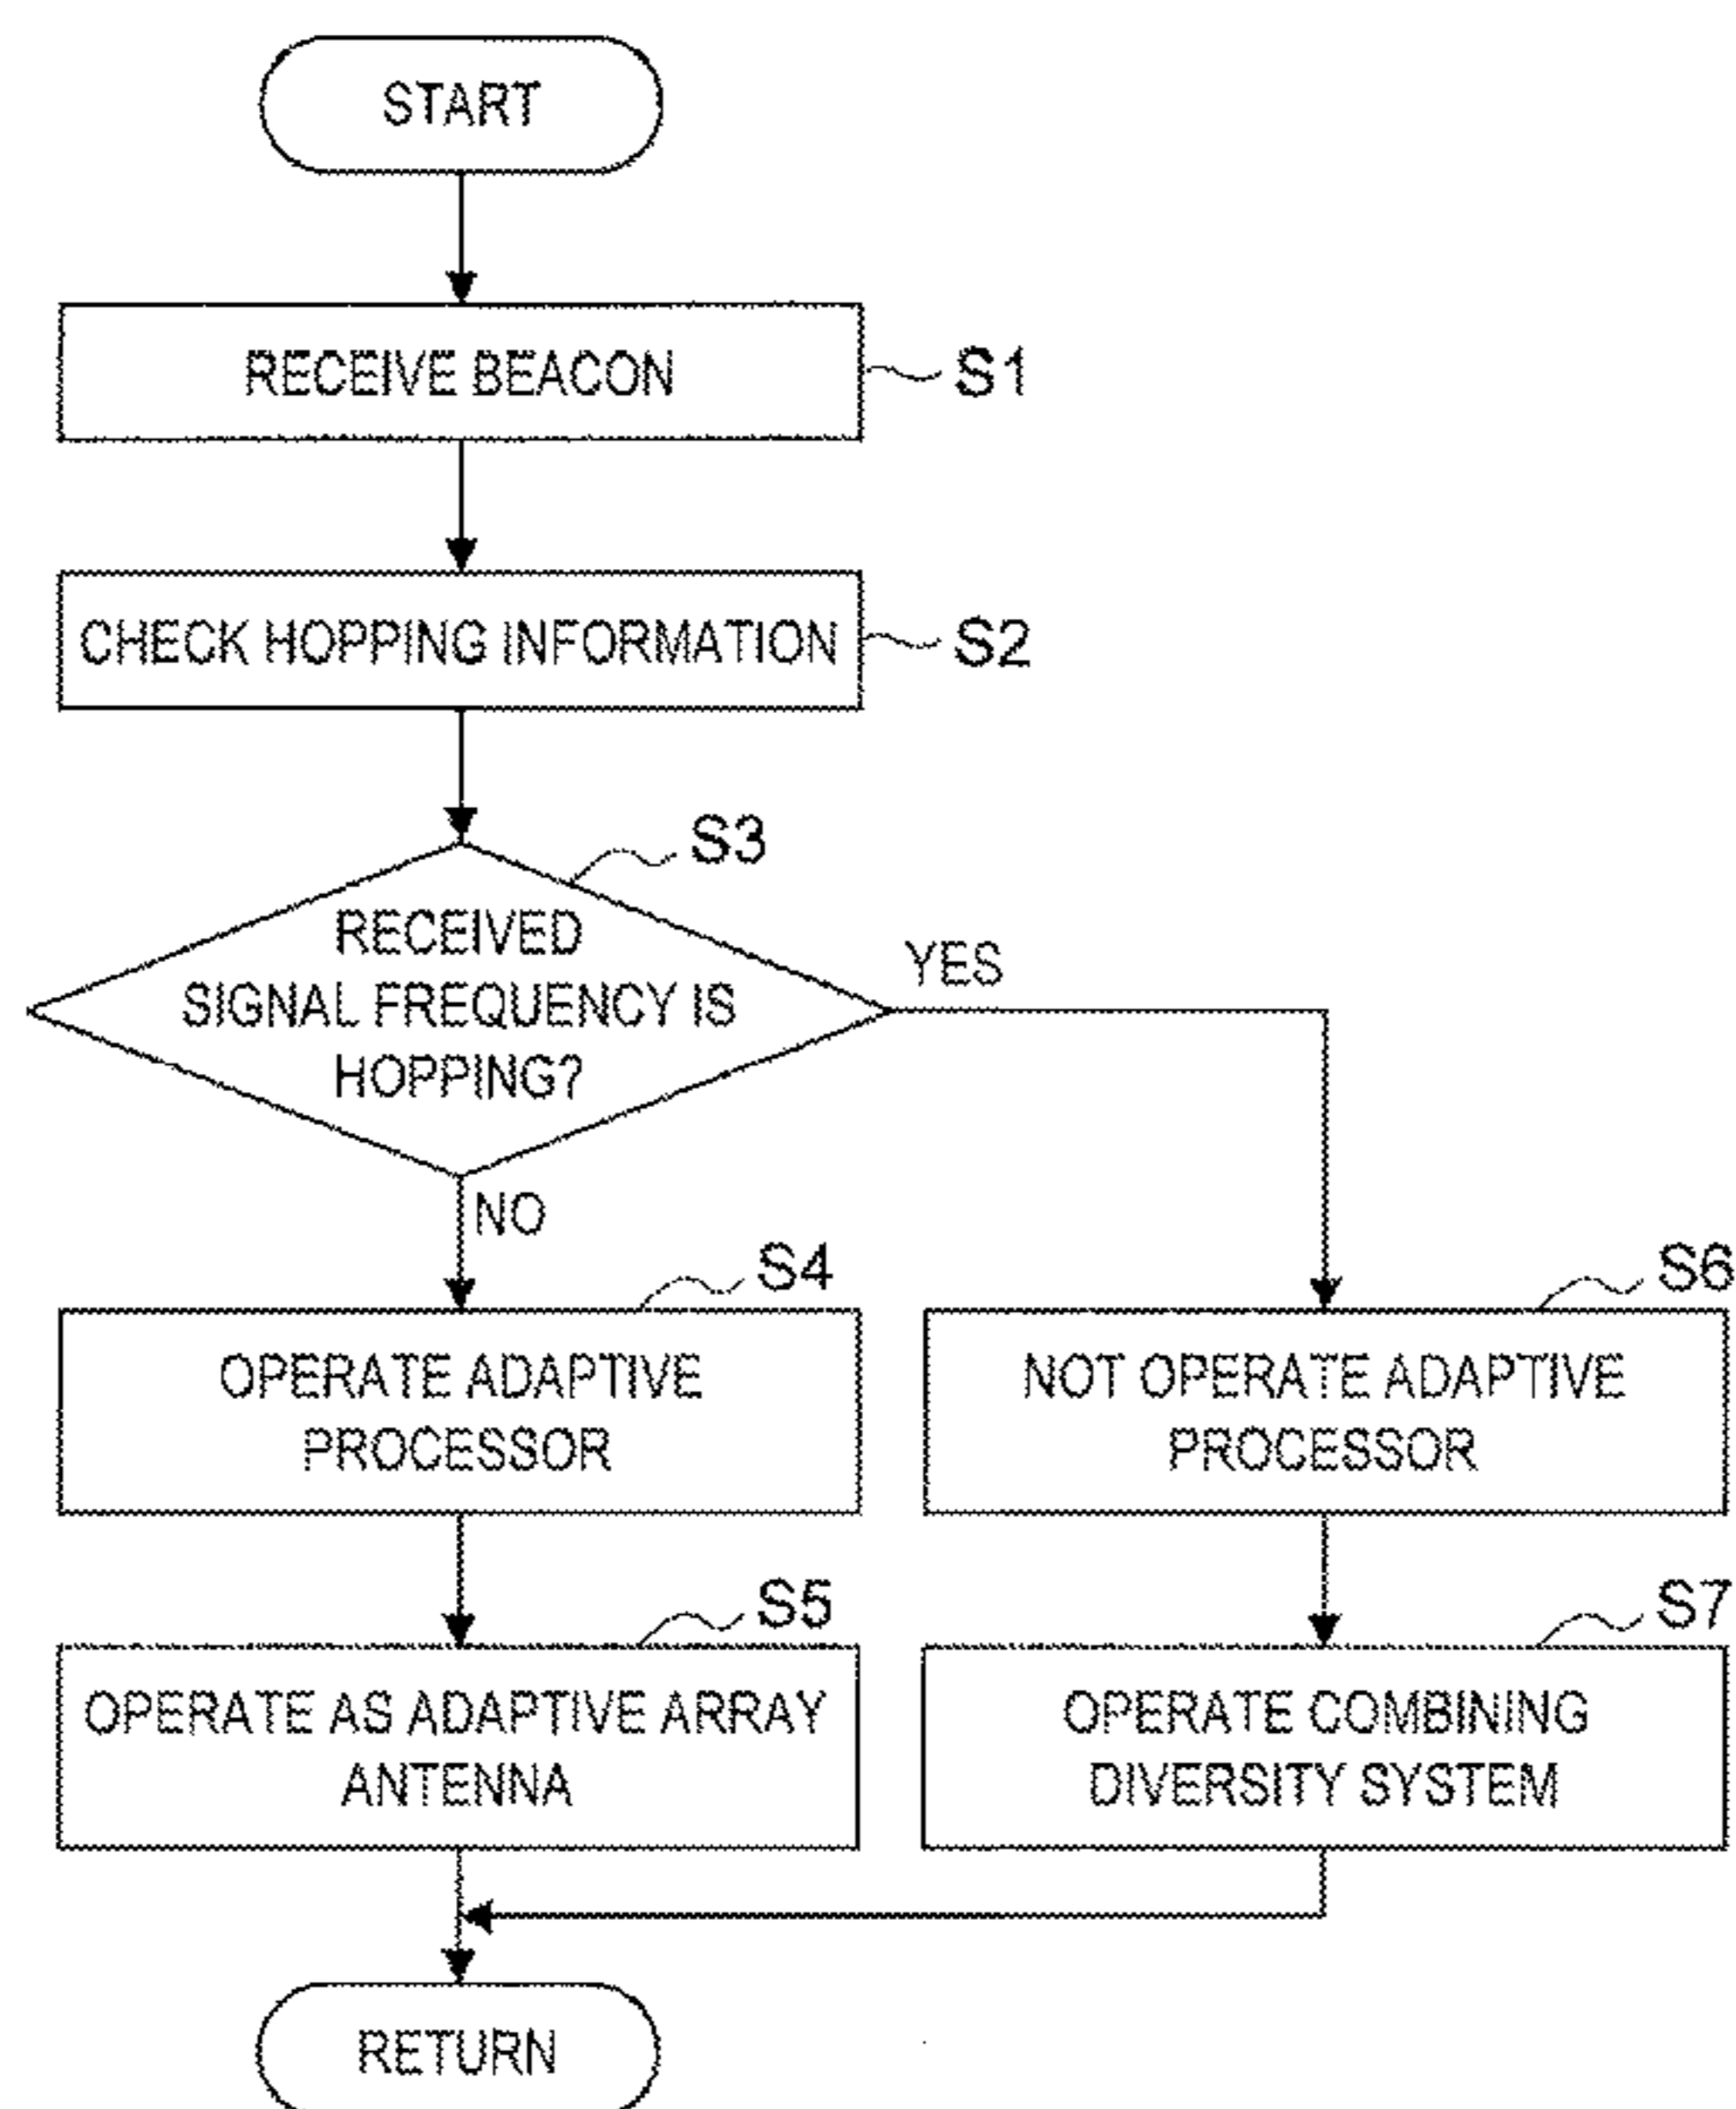 START
RECEIVE BEACON
S1
CHECK HOPPING INFORMATION
S2
S3
RECEIVED
SIGNAL FREQUENCY IS
HOPPING?
YES
NO
S4
OPERATE ADAPTIVE
PROCESSOR
S6
NOT OPERATE ADAPTIVE
PROCESSOR
S5
OPERATE AS ADAPTIVE ARRAY
ANTENNA
S7
OPERATE COMBINING
DIVERSITY SYSTEM
RETURN